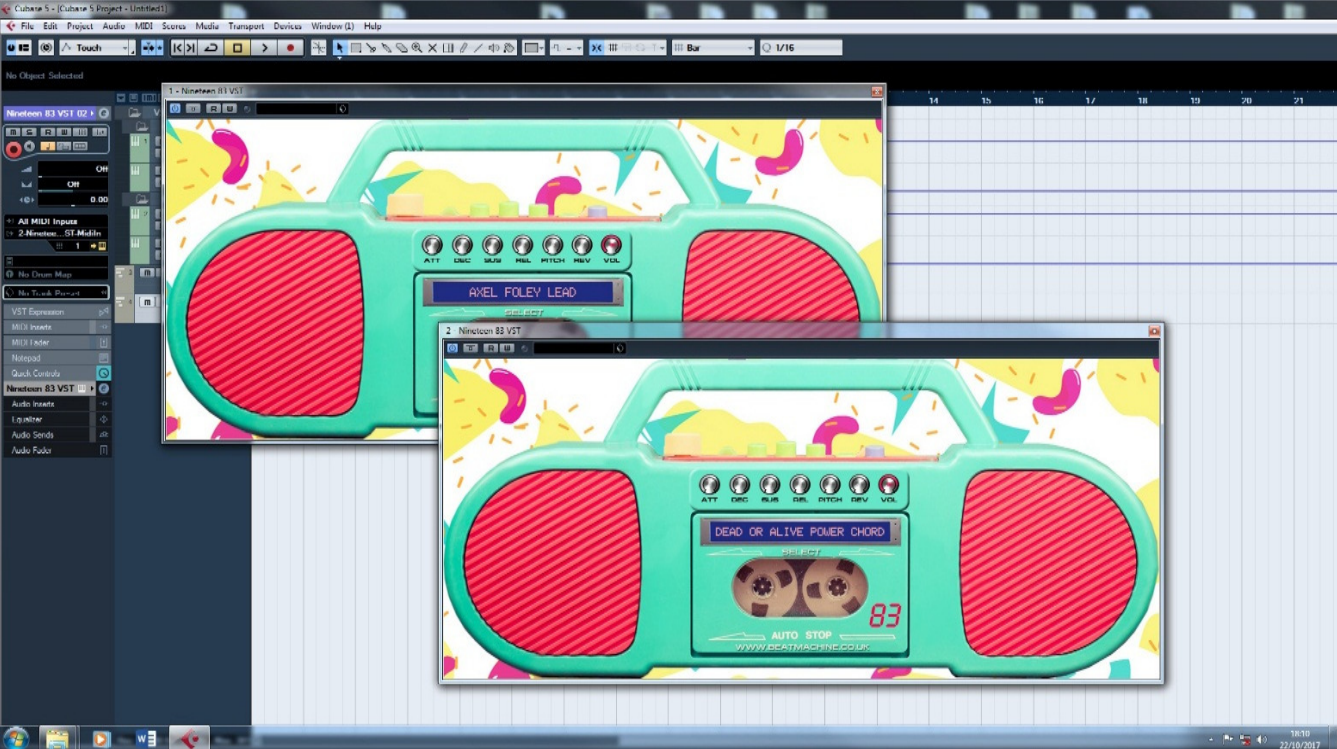 Cubase 5 - [Cubase 5 Project - Untitled1]
File Edit Project Audio MIDI Scores Media Transport Devices Window (1) Help
Touch
Bar
1/16
No Object Selected
1 - Nineteen 83 VST
14 15 16 17 18 19 20 21
Nineteen 83 VST 02
Off
Off
0.00
All MIDI Inputs
2-Ninetee...ST-MidiIn
1
No Drum Map
No Track Preset
VST Expression
MIDI Inserts
MIDI Fader
Notepad
Quick Controls
Nineteen 83 VST
Audio Inserts
Equalizer
Audio Sends
Audio Fader
ATT DEC SUS REL PITCH REV VOL
AXEL FOLEY LEAD
SELECT
2 - Nineteen 83 VST
ATT DEC SUS REL PITCH REV VOL
DEAD OR ALIVE POWER CHORD
SELECT
83
AUTO STOP
WWW.BEATMACHINE.CO.UK
18:10
22/10/2017